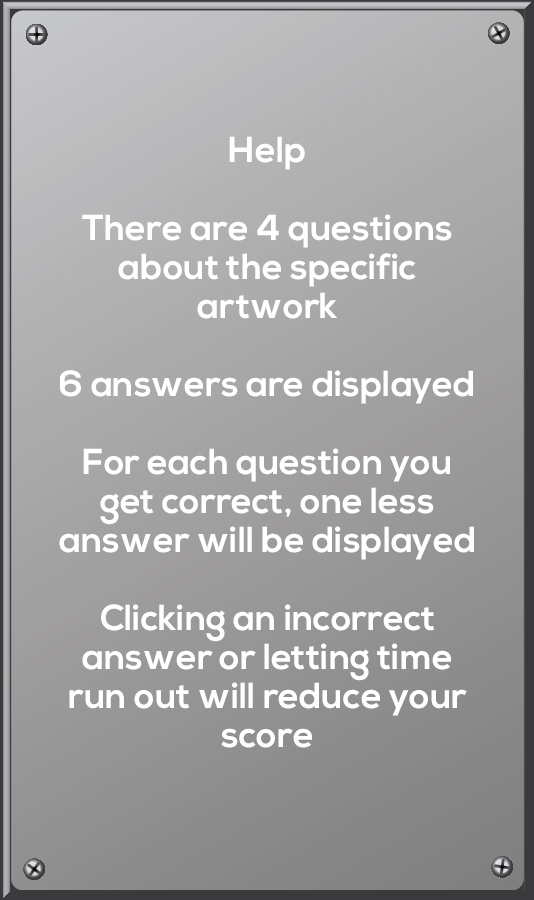 Help
There are 4 questions
about the specific
artwork
6 answers are displayed
For each question you
get correct, one less
answer will be displayed
Clicking an incorrect
answer or letting time
run out will reduce your
score